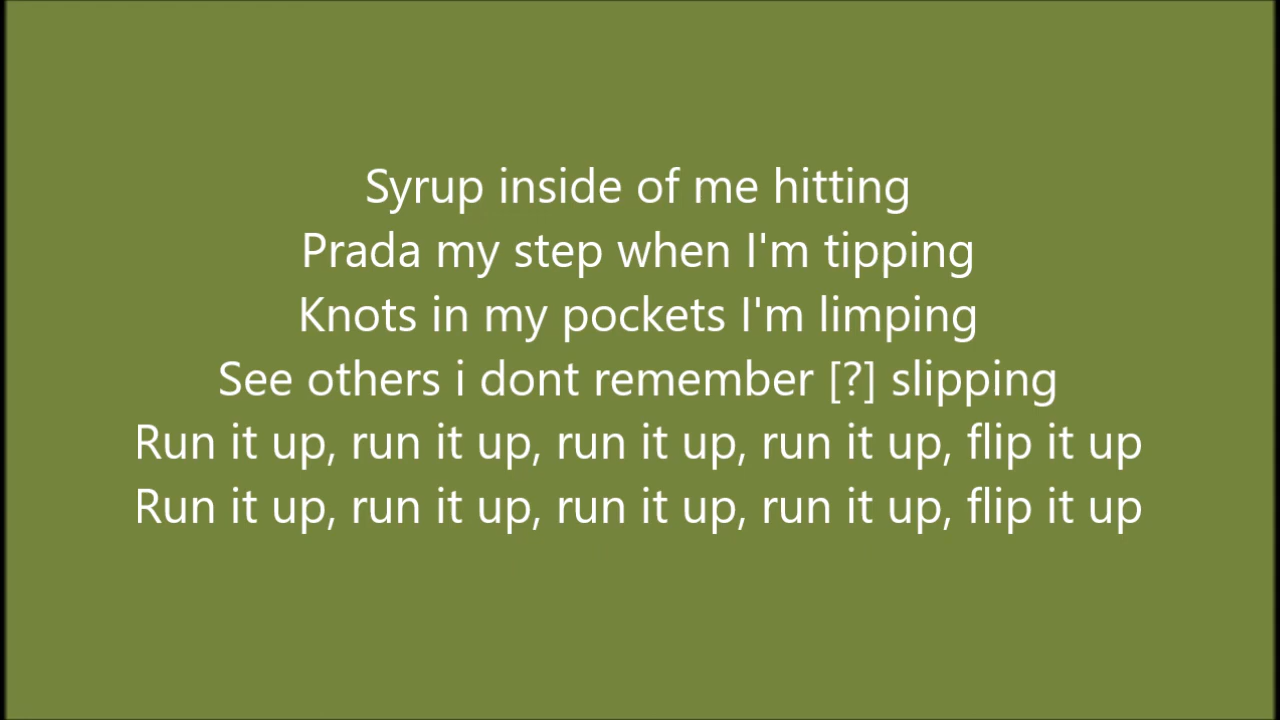 Syrup inside of me hitting
Prada my step when I'm tipping
Knots in my pockets I'm limping
See others i dont remember [?] slipping
Run it up, run it up, run it up, run it up, flip it up
Run it up, run it up, run it up, run it up, flip it up